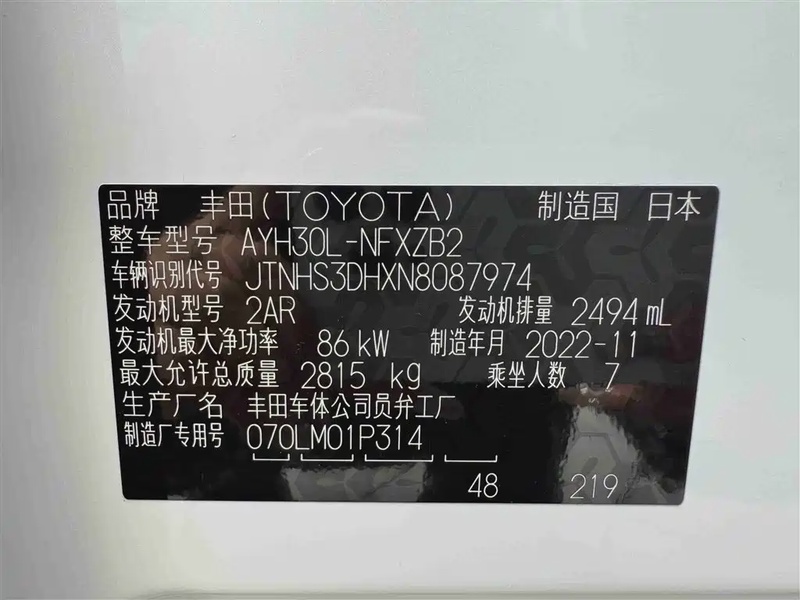 品牌 丰田(TOYOTA) 制造国 日本
整车型号 AYH30L-NFXZB2
车辆识别代号 JTNHS3DHXN8087974
发动机型号 2AR 发动机排量 2494 mL
发动机最大净功率 86 kW 制造年月 2022-11
最大允许总质量 2815 kg 乘坐人数 7
生产厂名 丰田车体公司员弁工厂
制造厂专用号 070LM01P314
48 219